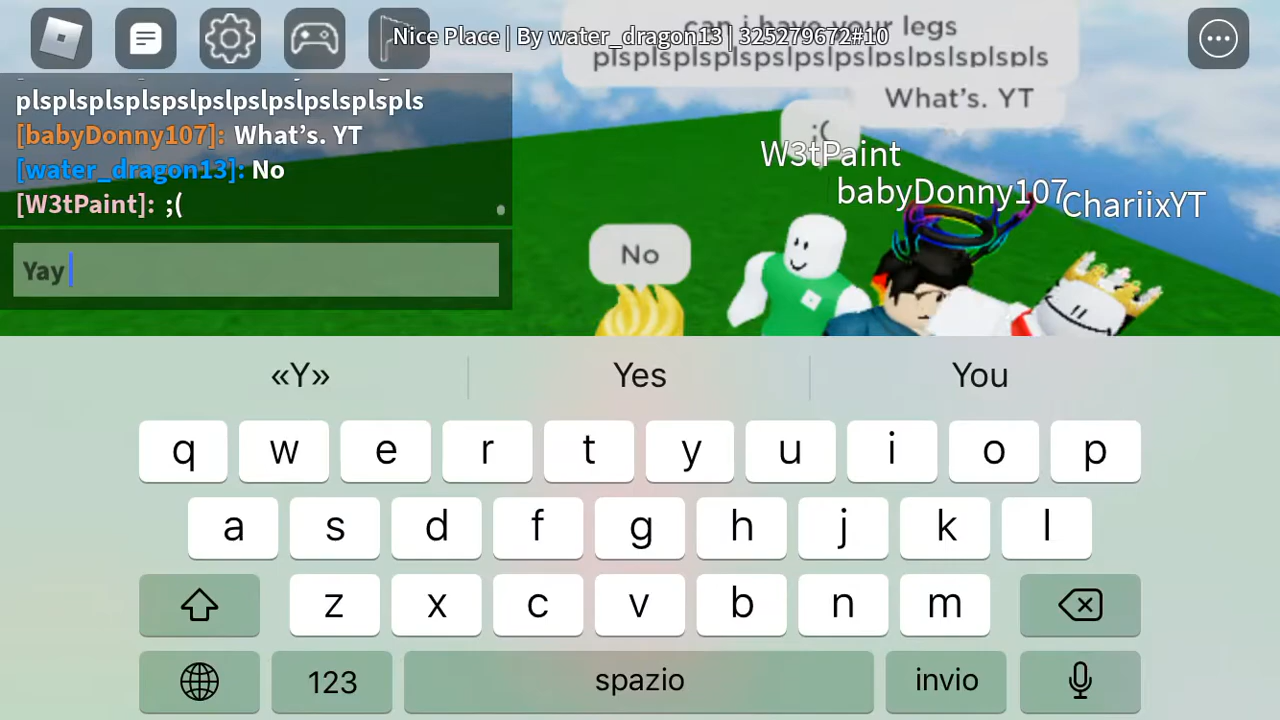 Nice Place | By water_dragon13 | 325279672#10
can i have your legs
plsplsplspslpspslpslpslpslsplspls
What's. YT
;(
W3tPaint
babyDonny107
ChariixYT
No
plsplsplsplspslpslpslpslpslsplspls
[babyDonny107]: What's. YT
[water_dragon13]: No
[W3tPaint]: ;(
Yay
«Y» Yes You
q w e r t y u i o p
a s d f g h j k l
z x c v b n m
123 spazio invio